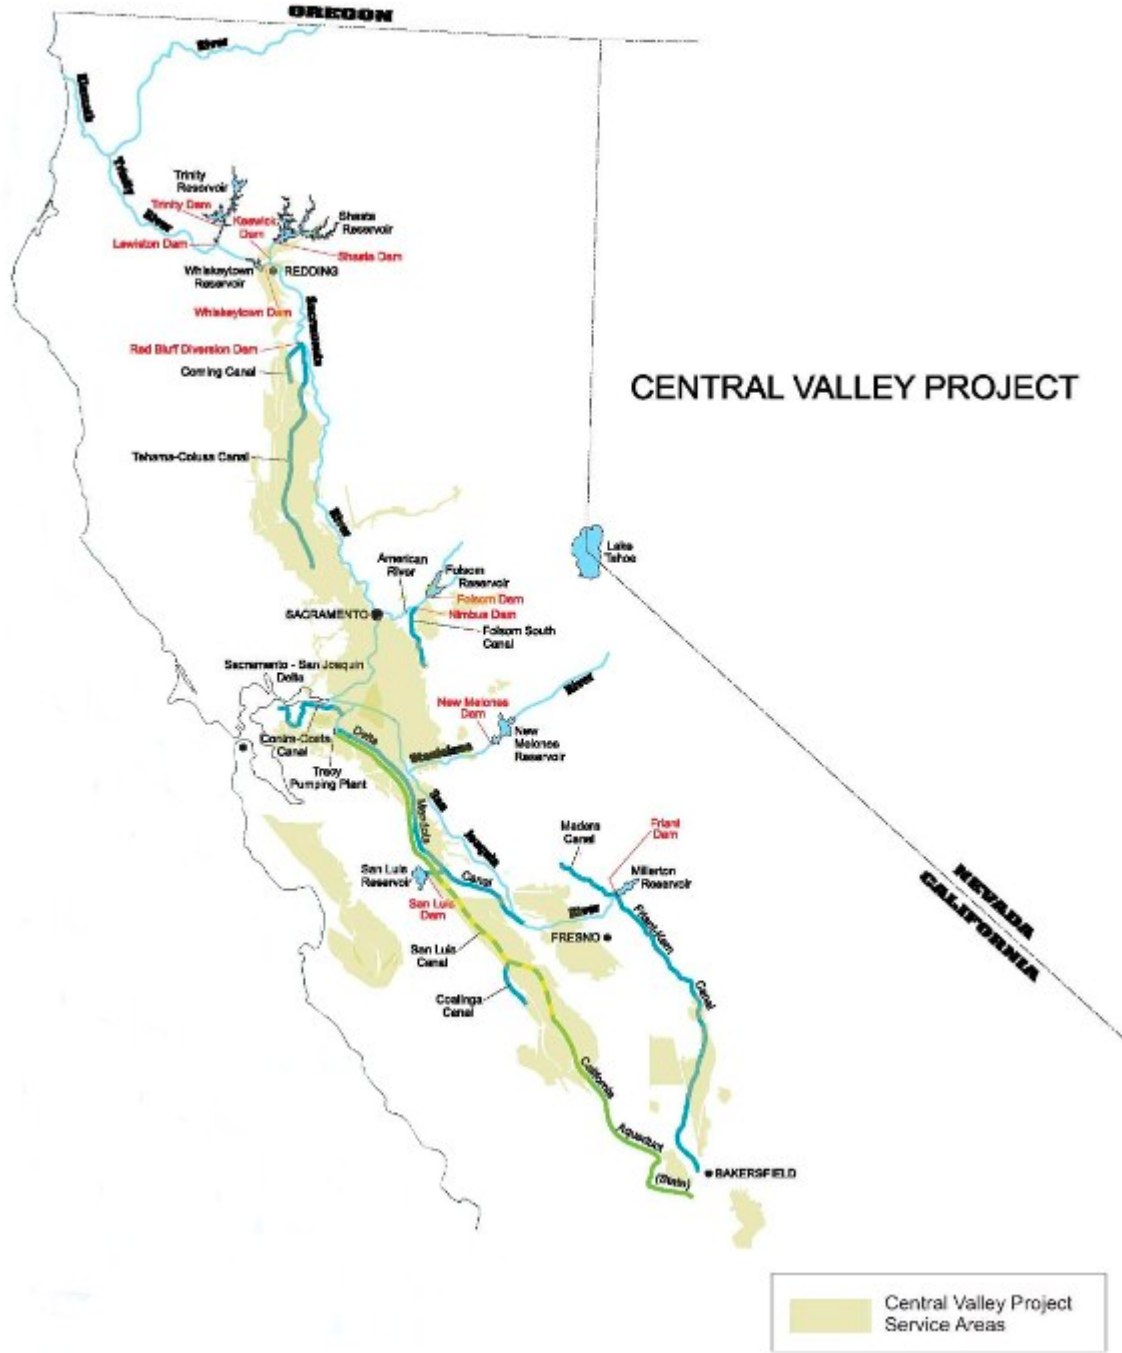 OREGON
River
Klamath
Trinity
River
Trinity
Reservoir
Trinity Dam
Keswick
Dam
Shasta
Reservoir
Lewiston Dam
Shasta Dam
Whiskeytown
Reservoir
REDDING
Whiskeytown Dam
Sacramento
Red Bluff Diversion Dam
Corning Canal
CENTRAL VALLEY PROJECT
Tehama-Colusa Canal
River
American
River
Folsom
Reservoir
Lake
Tahoe
Folsom Dam
Nimbus Dam
SACRAMENTO
Folsom South
Canal
Sacramento - San Joaquin
Delta
River
New Melones
Dam
New
Melones
Reservoir
Stanislaus
Contra-Costa
Canal
Delta
Tracy
Pumping Plant
Mendota
San
Joaquin
Madera
Canal
Friant
Dam
San Luis
Reservoir
Canal
Millerton
Reservoir
San Luis
Dam
River
Friant-Kern
FRESNO
NEVADA
CALIFORNIA
San Luis
Canal
Canal
Coalinga
Canal
California
Aqueduct
(State)
BAKERSFIELD
Central Valley Project
Service Areas